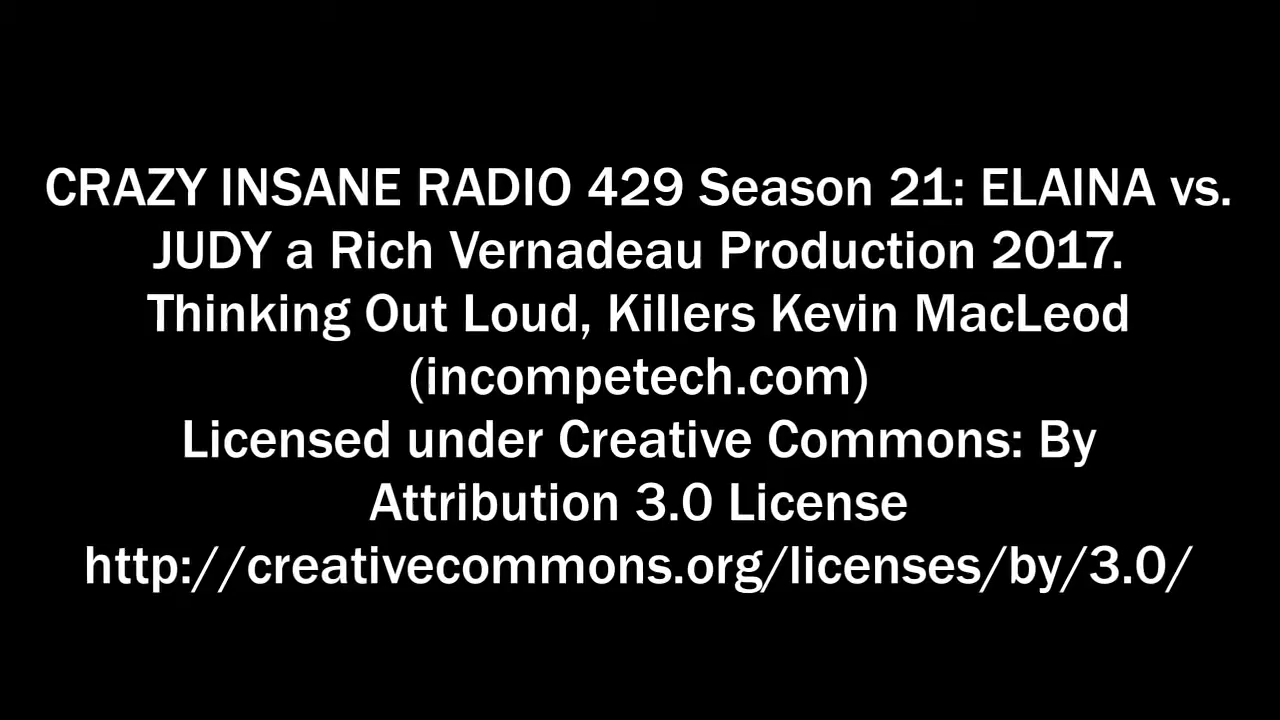 CRAZY INSANE RADIO 429 Season 21: ELAINA vs.
JUDY a Rich Vernadeau Production 2017.
Thinking Out Loud, Killers Kevin MacLeod
(incompetech.com)
Licensed under Creative Commons: By
Attribution 3.0 License
http://creativecommons.org/licenses/by/3.0/